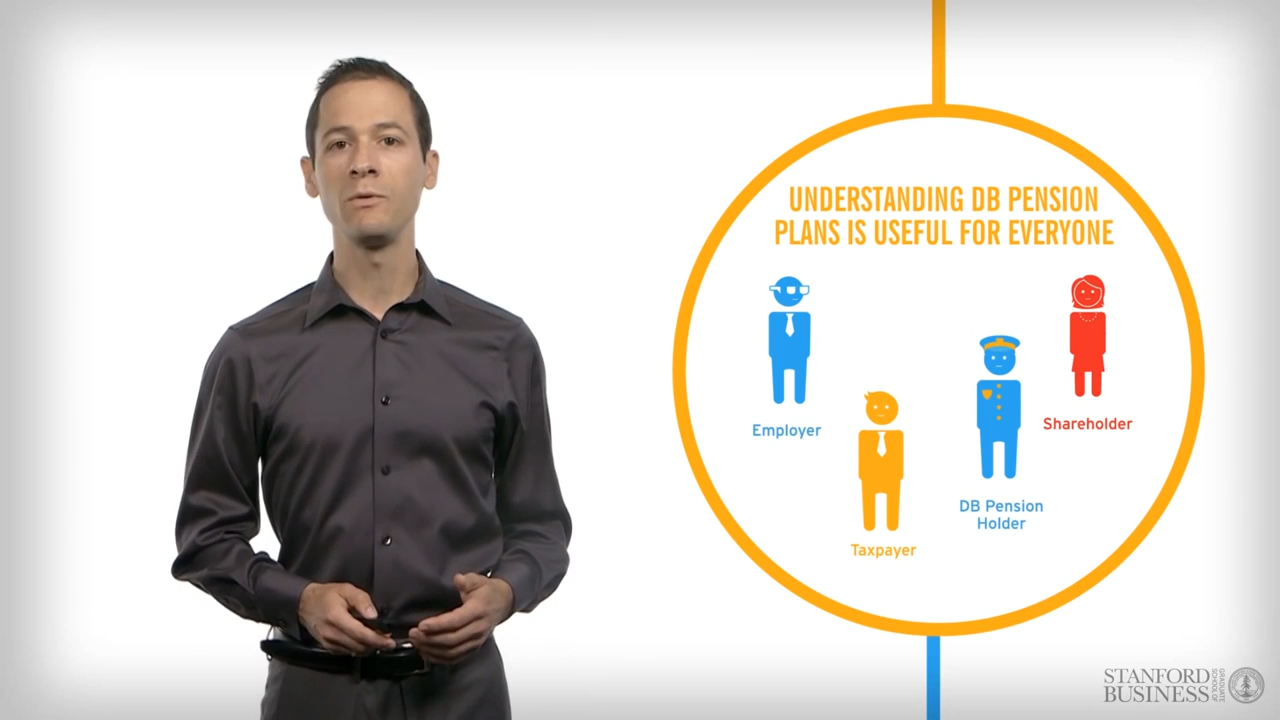 UNDERSTANDING DB PENSION
PLANS IS USEFUL FOR EVERYONE
Employer
Shareholder
DB Pension
Holder
Taxpayer
STANFORD
BUSINESS
GRADUATE
SCHOOL OF